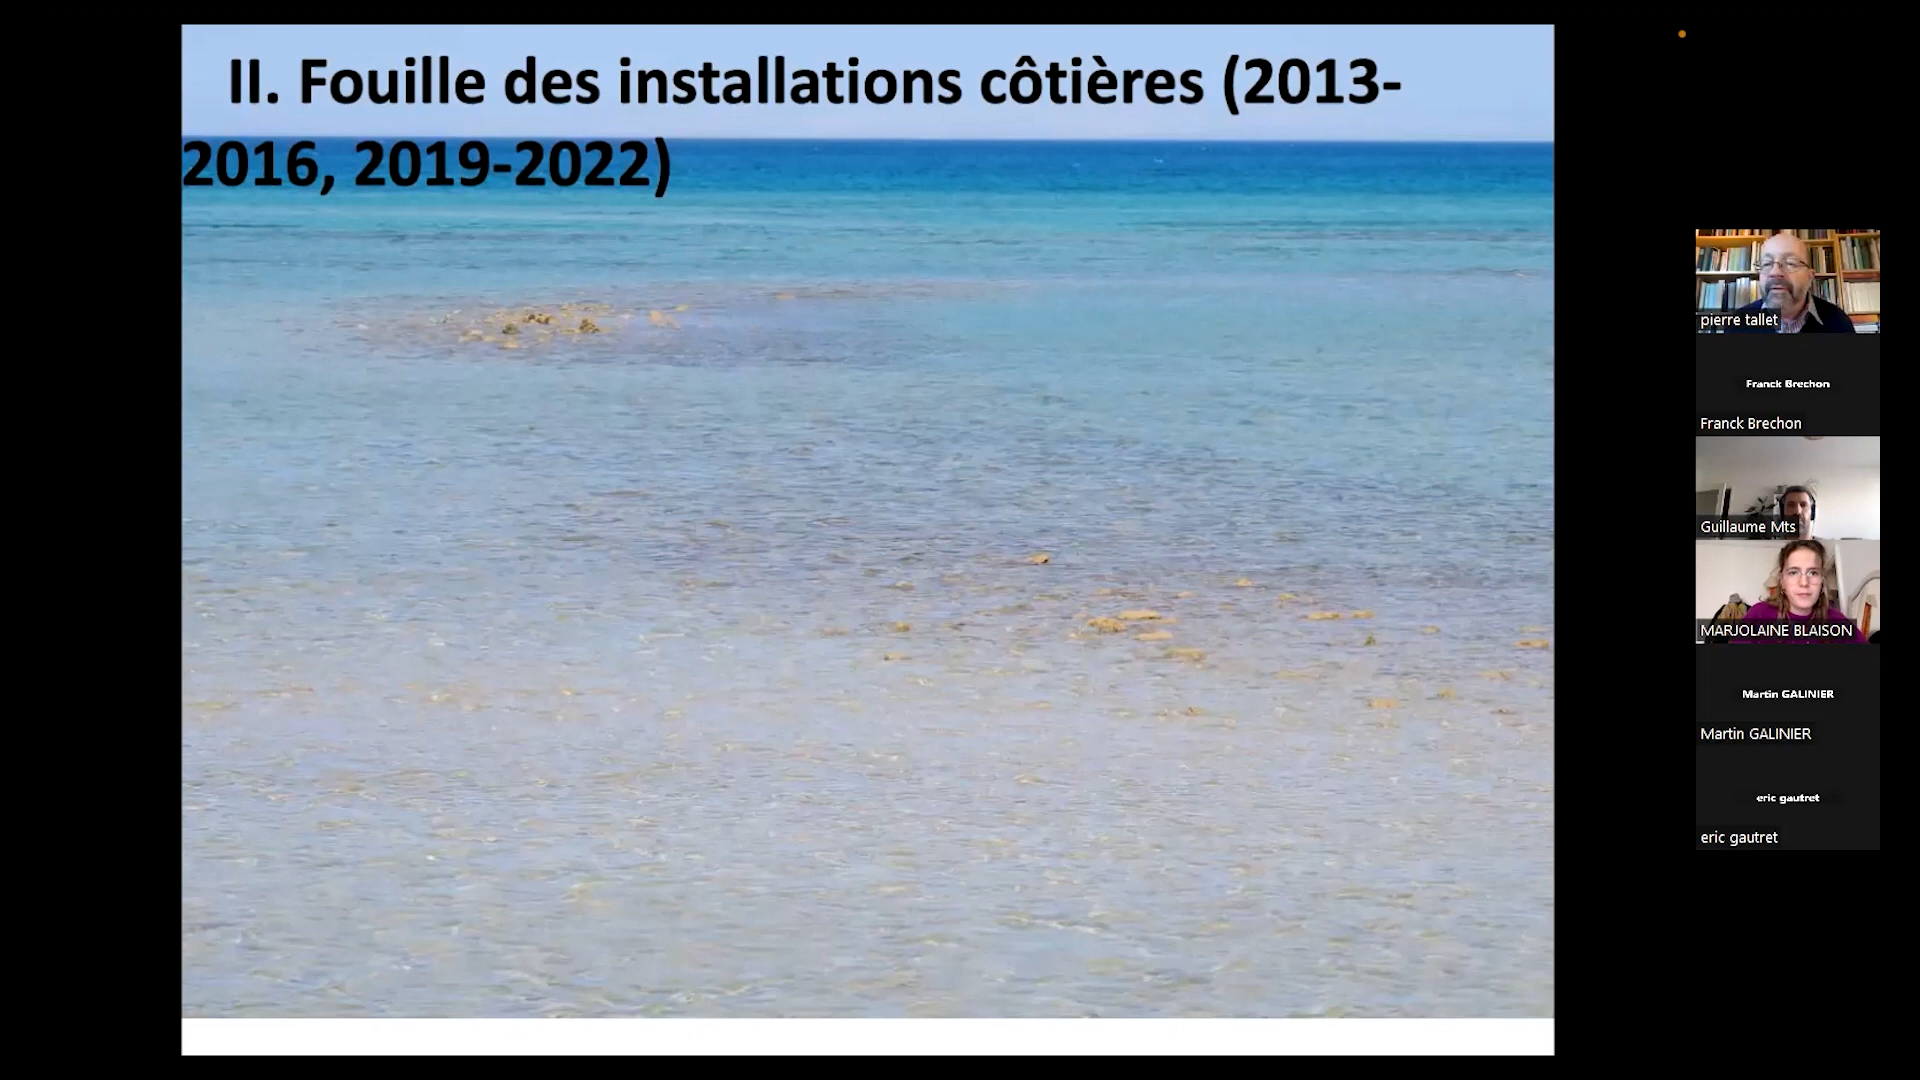 II. Fouille des installations côtières (2013-
2016, 2019-2022)
pierre tallet
Franck Brechon
Franck Brechon
Guillaume Mts
MARJOLAINE BLAISON
Martin GALINIER
Martin GALINIER
eric gautret
eric gautret